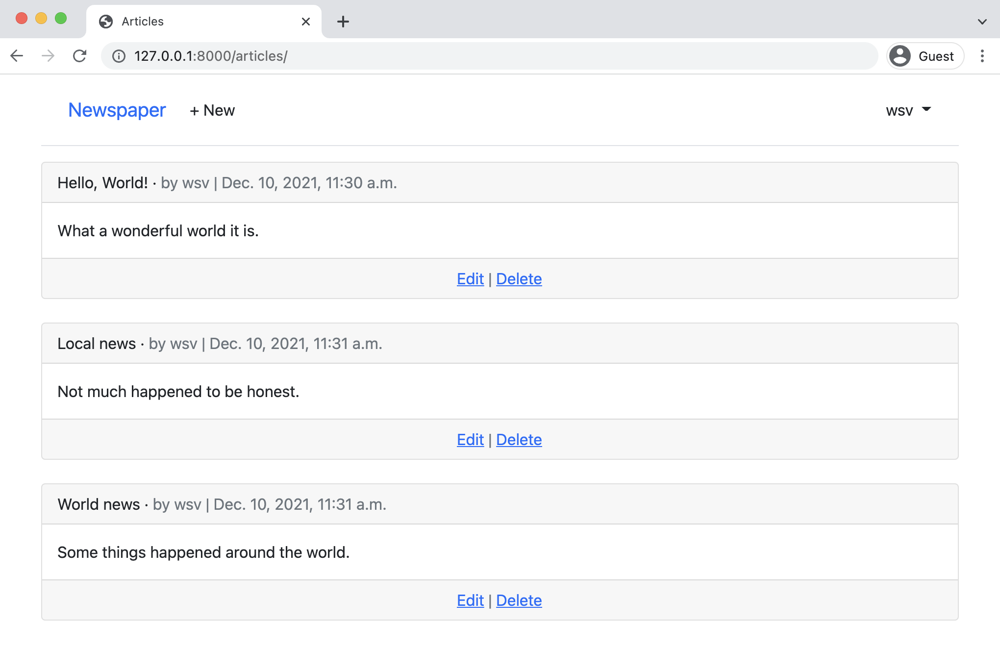 Articles
127.0.0.1:8000/articles/
Guest
Newspaper + New wsv
Hello, World! · by wsv | Dec. 10, 2021, 11:30 a.m.
What a wonderful world it is.
Edit | Delete
Local news · by wsv | Dec. 10, 2021, 11:31 a.m.
Not much happened to be honest.
Edit | Delete
World news · by wsv | Dec. 10, 2021, 11:31 a.m.
Some things happened around the world.
Edit | Delete